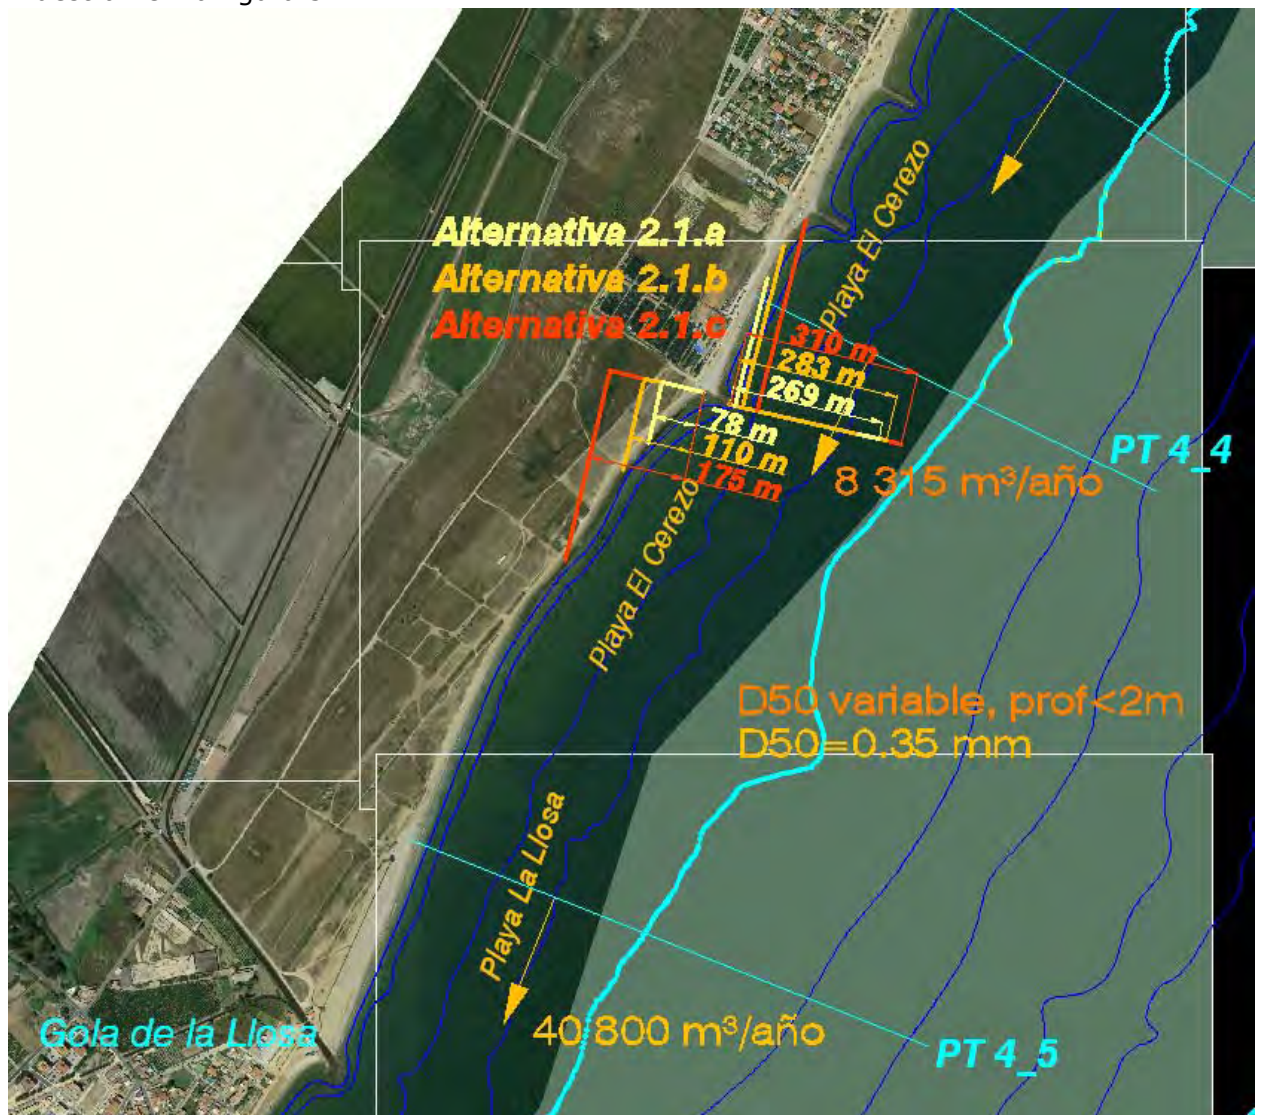 Playa El Cerezo
Alternativa 2.1.a
Alternativa 2.1.b
Alternativa 2.1.c
310 m
283 m
269 m
78 m
110 m
175 m
PT 4_4
8 315 m³/año
Playa El Cerezo
D50 variable, prof<2m
D50=0.35 mm
Playa La Llosa
Gola de la Llosa
40 800 m³/año
PT 4_5